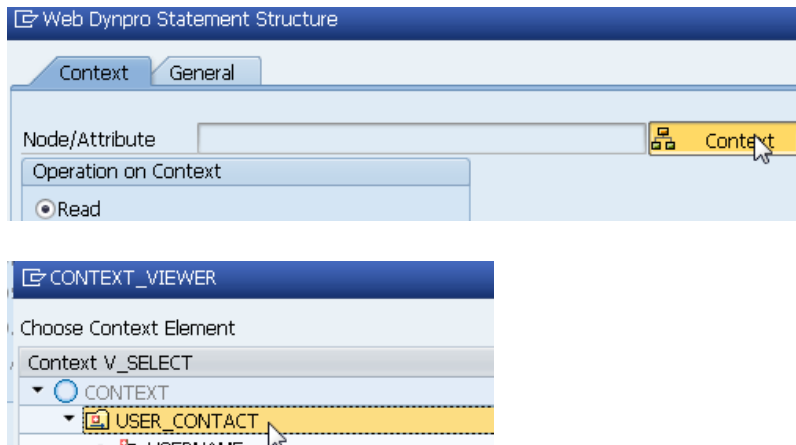 Web Dynpro Statement Structure
Context General
Node/Attribute Context
Operation on Context
Read
CONTEXT_VIEWER
Choose Context Element
Context V_SELECT
CONTEXT
USER_CONTACT
USERNAME